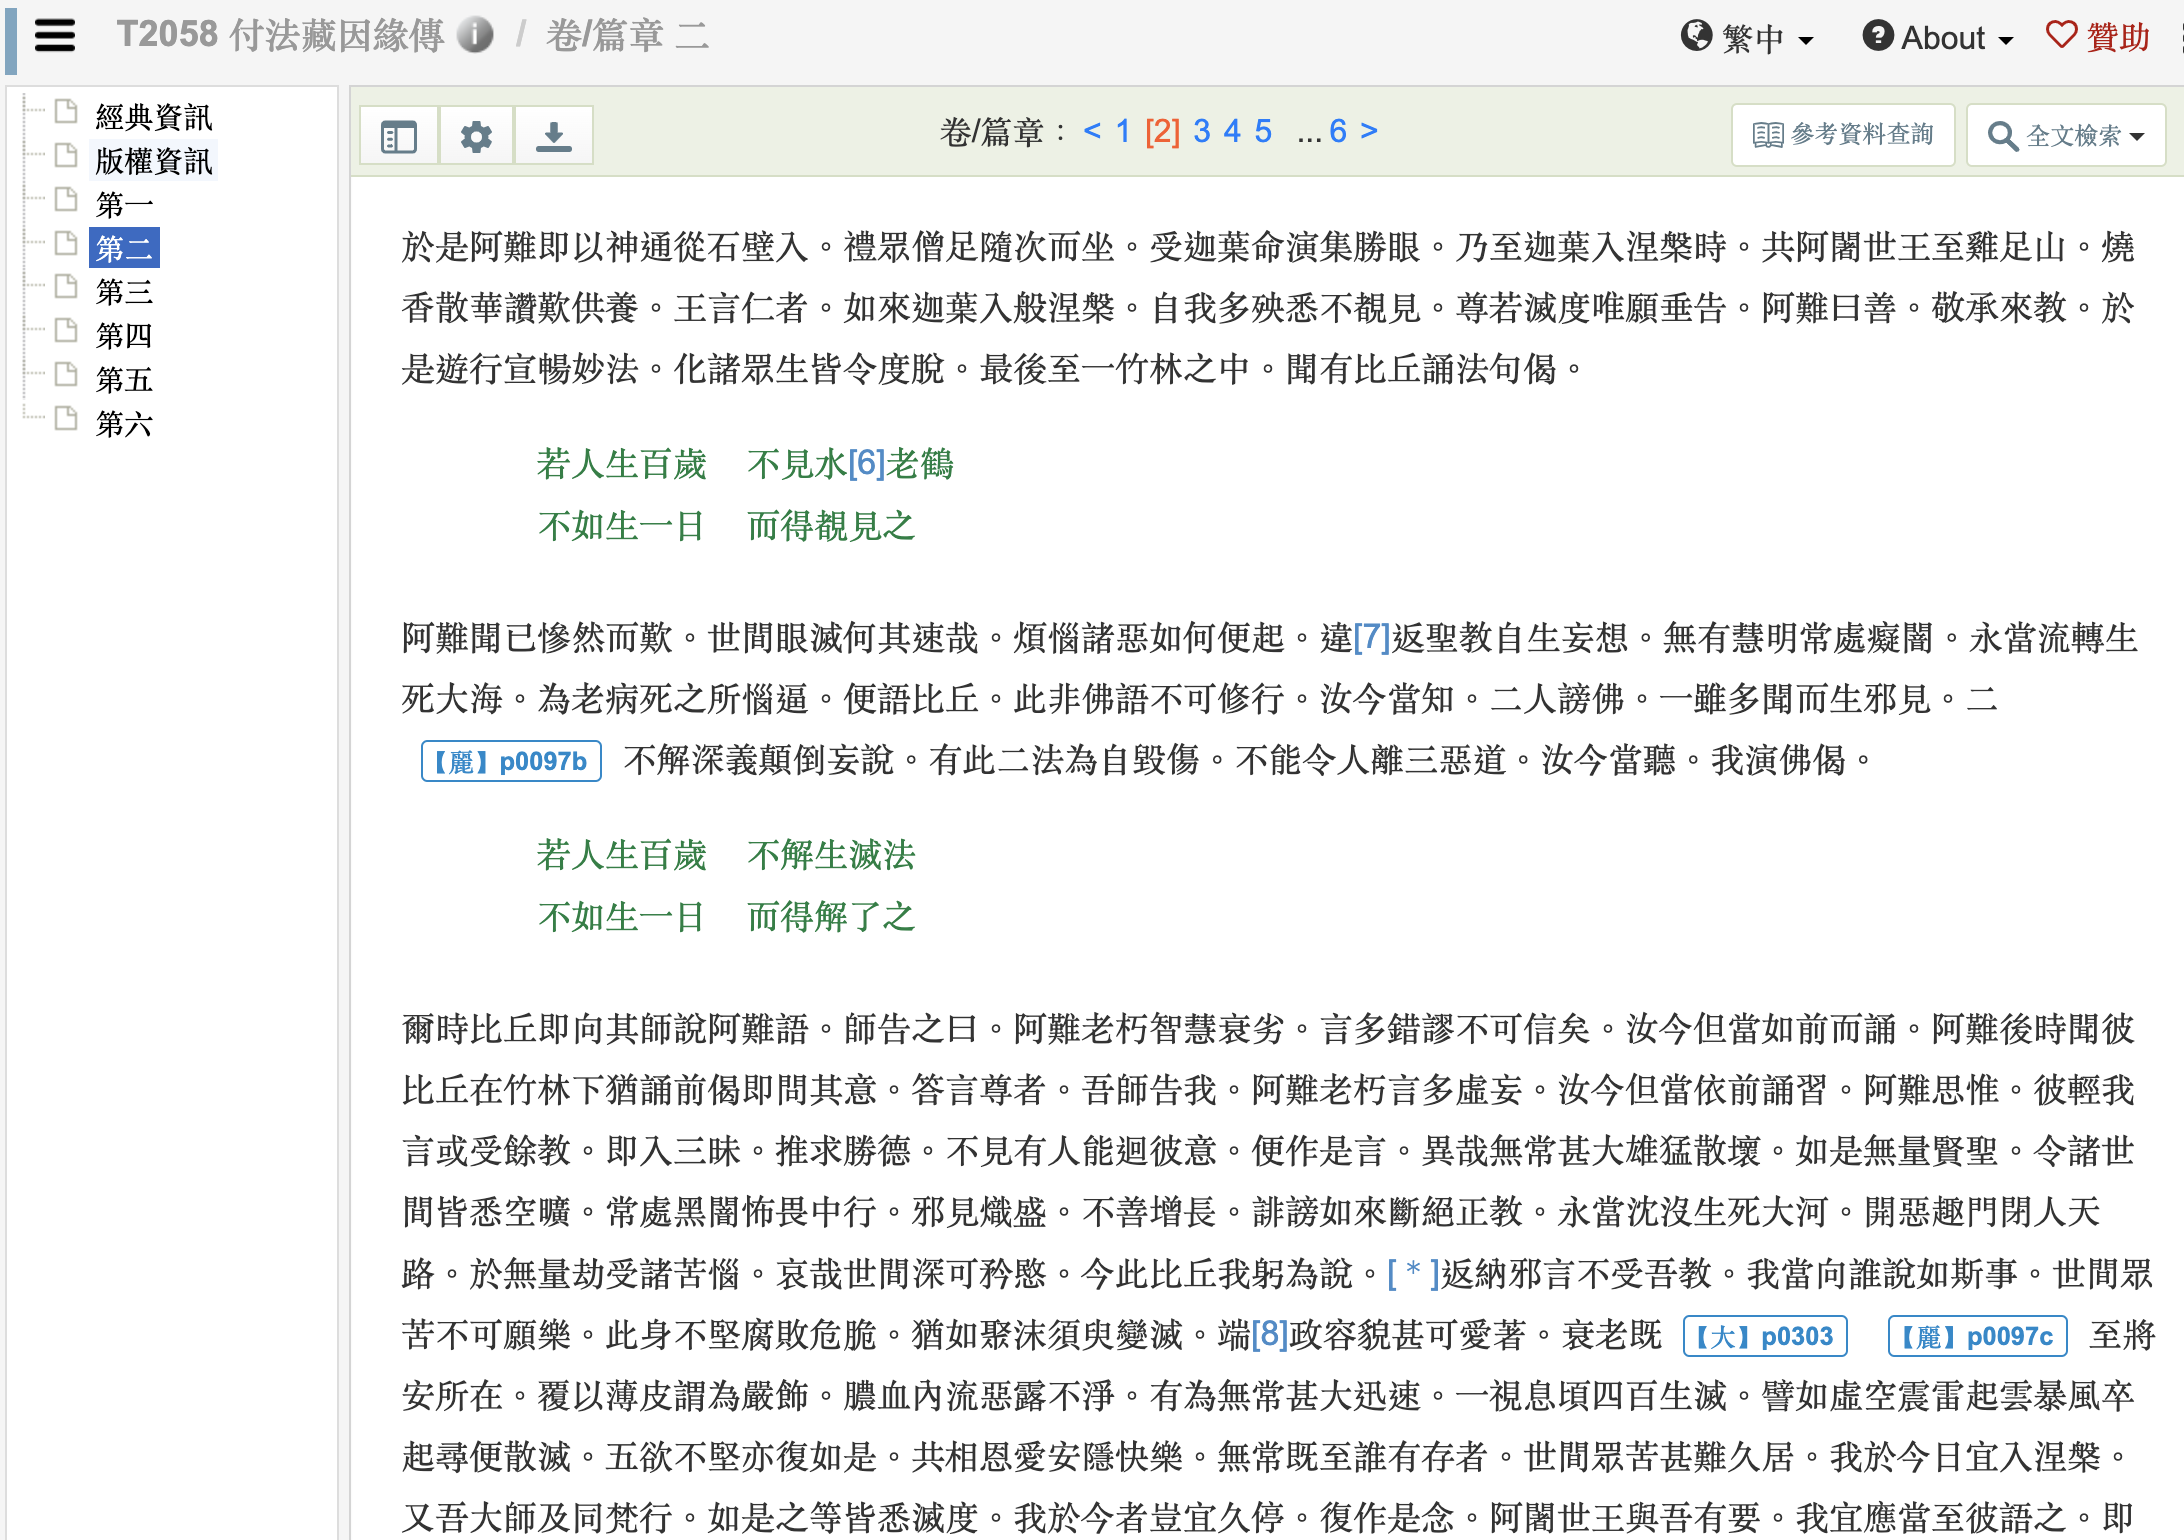 T2058 付法藏因緣傳 / 卷/篇章 二
繁中 About 贊助
經典資訊
版權資訊
第一
第二
第三
第四
第五
第六
卷/篇章： < 1 [2] 3 4 5 ...6 >
參考資料查詢 全文檢索
於是阿難即以神通從石壁入。禮眾僧足隨次而坐。受迦葉命演集勝眼。乃至迦葉入涅槃時。共阿闍世王至雞足山。燒
香散華讚歎供養。王言仁者。如來迦葉入般涅槃。自我多殃悉不覩見。尊若滅度唯願垂告。阿難曰善。敬承來教。於
是遊行宣暢妙法。化諸眾生皆令度脫。最後至一竹林之中。聞有比丘誦法句偈。
若人生百歲 不見水[6]老鶴
不如生一日 而得覩見之
阿難聞已慘然而歎。世間眼滅何其速哉。煩惱諸惡如何便起。違[7]返聖教自生妄想。無有慧明常處癡闇。永當流轉生
死大海。為老病死之所惱逼。便語比丘。此非佛語不可修行。汝今當知。二人謗佛。一雖多聞而生邪見。二
【麗】p0097b 不解深義顛倒妄說。有此二法為自毀傷。不能令人離三惡道。汝今當聽。我演佛偈。
若人生百歲 不解生滅法
不如生一日 而得解了之
爾時比丘即向其師說阿難語。師告之曰。阿難老朽智慧衰劣。言多錯謬不可信矣。汝今但當如前而誦。阿難後時聞彼
比丘在竹林下猶誦前偈即問其意。答言尊者。吾師告我。阿難老朽言多虛妄。汝今但當依前誦習。阿難思惟。彼輕我
言或受餘教。即入三昧。推求勝德。不見有人能迴彼意。便作是言。異哉無常甚大雄猛散壞。如是無量賢聖。令諸世
間皆悉空曠。常處黑闇怖畏中行。邪見熾盛。不善增長。誹謗如來斷絕正教。永當沈沒生死大河。開惡趣門閉人天
路。於無量劫受諸苦惱。哀哉世間深可矜愍。今此比丘我躬為說。[＊]返納邪言不受吾教。我當向誰說如斯事。世間眾
苦不可願樂。此身不堅腐敗危脆。猶如聚沫須臾變滅。端[8]政容貌甚可愛著。衰老既 【大】p0303 【麗】p0097c 至將
安所在。覆以薄皮謂為嚴飾。膿血內流惡露不淨。有為無常甚大迅速。一視息頃四百生滅。譬如虛空震雷起雲暴風卒
起尋便散滅。五欲不堅亦復如是。共相恩愛安隱快樂。無常既至誰有存者。世間眾苦甚難久居。我於今日宜入涅槃。
又吾大師及同梵行。如是之等皆悉滅度。我於今者豈宜久停。復作是念。阿闍世王與吾有要。我宜應當至彼語之。即